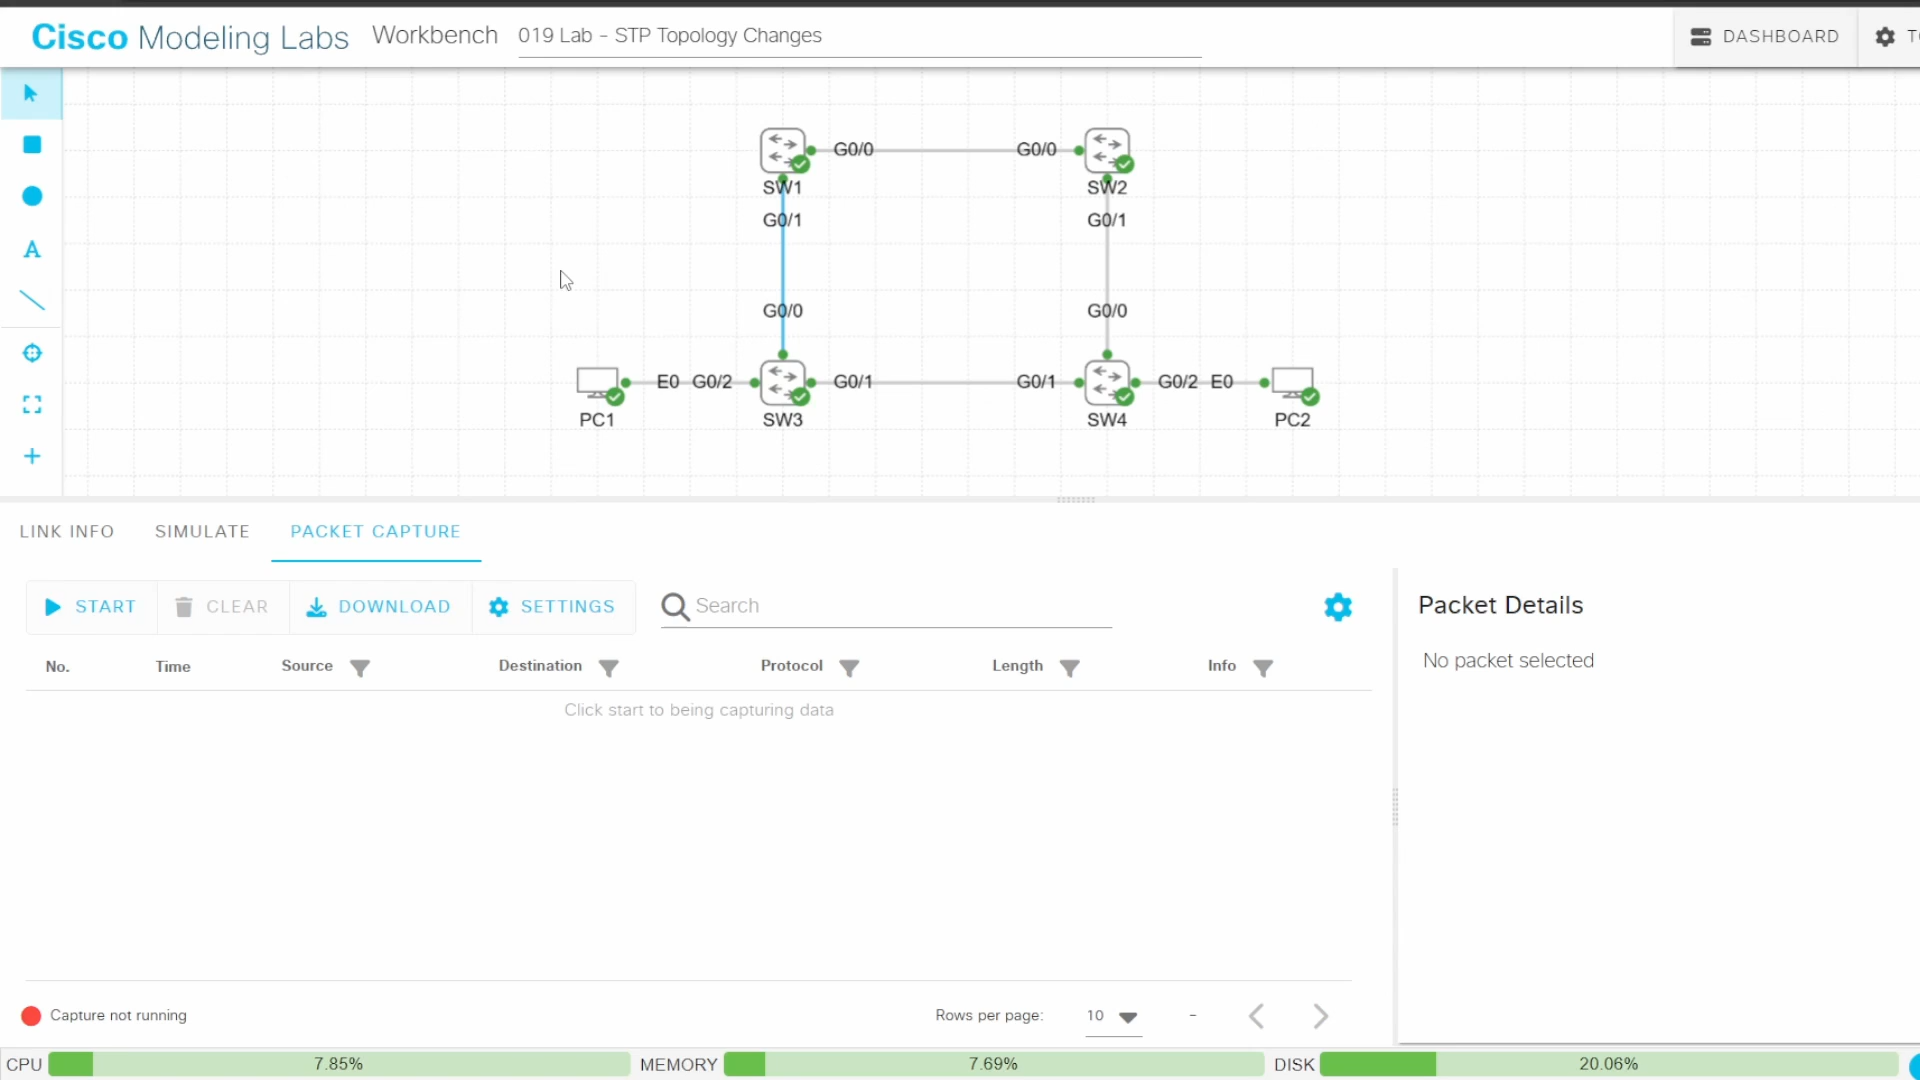 Cisco Modeling Labs Workbench 019 Lab - STP Topology Changes DASHBOARD
A
G0/0 G0/0
SW1 SW2
G0/1 G0/1
G0/0 G0/0
E0 G0/2 G0/1 G0/1 G0/2 E0
PC1 SW3 SW4 PC2
LINK INFO SIMULATE PACKET CAPTURE
START CLEAR DOWNLOAD SETTINGS Search Packet Details
No. Time Source Destination Protocol Length Info No packet selected
Click start to being capturing data
Capture not running Rows per page: 10 -
CPU 7.85% MEMORY 7.69% DISK 20.06%